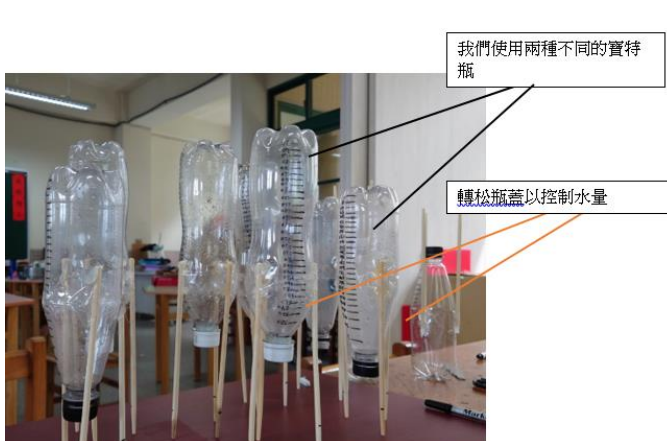 我們使用兩種不同的寶特
瓶
轉松瓶蓋以控制水量